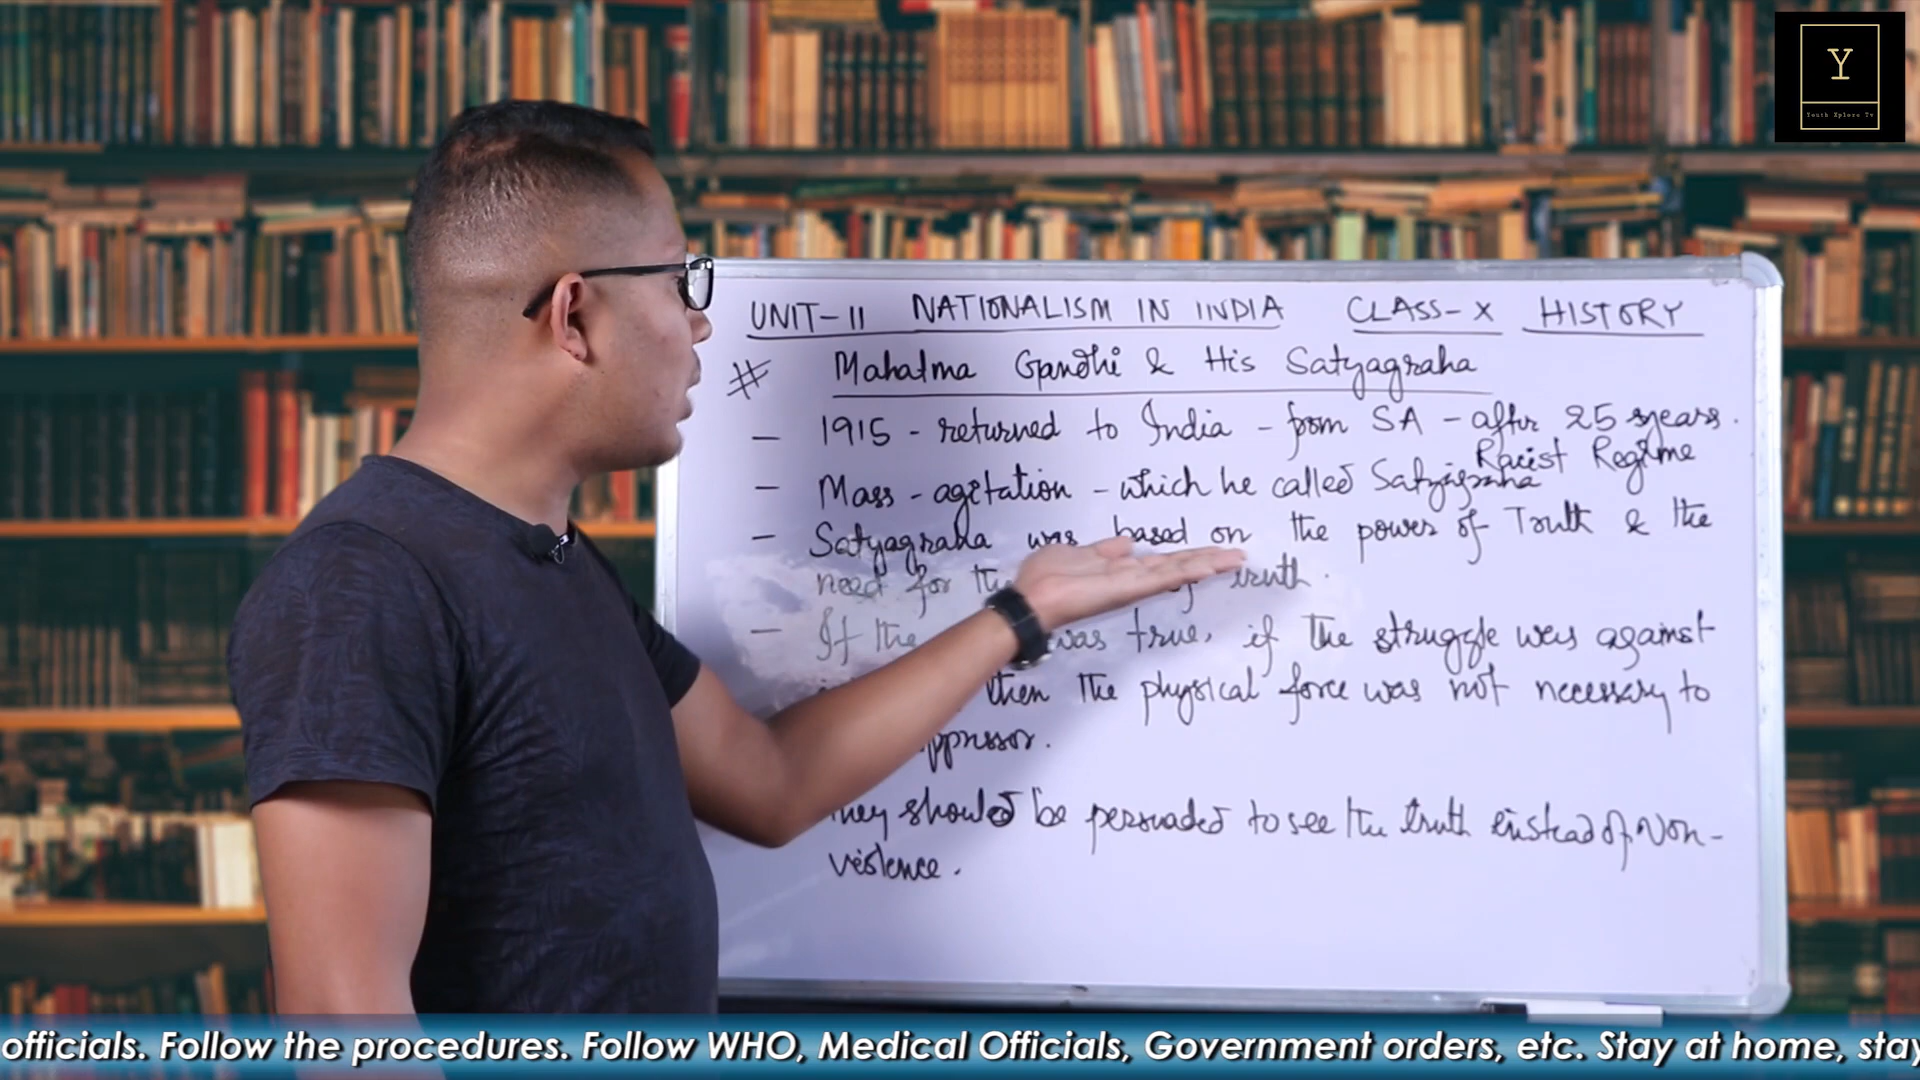 Y
Youth Xplore Tv
UNIT-II NATIONALISM IN INDIA CLASS-X HISTORY
# Mahatma Gandhi & His Satyagraha
– 1915 - returned to India - from SA - after 25 years.
Racist Regime
– Mass - agitation - which he called Satyagraha
– Satyagraha was based on the power of Truth & the
need for the truth.
– If the was true, if the struggle was against
then the physical force was not necessary to
oppressor.
They should be persuaded to see the truth instead of Non-
violence.
officials. Follow the procedures. Follow WHO, Medical Officials, Government orders, etc. Stay at home, stay